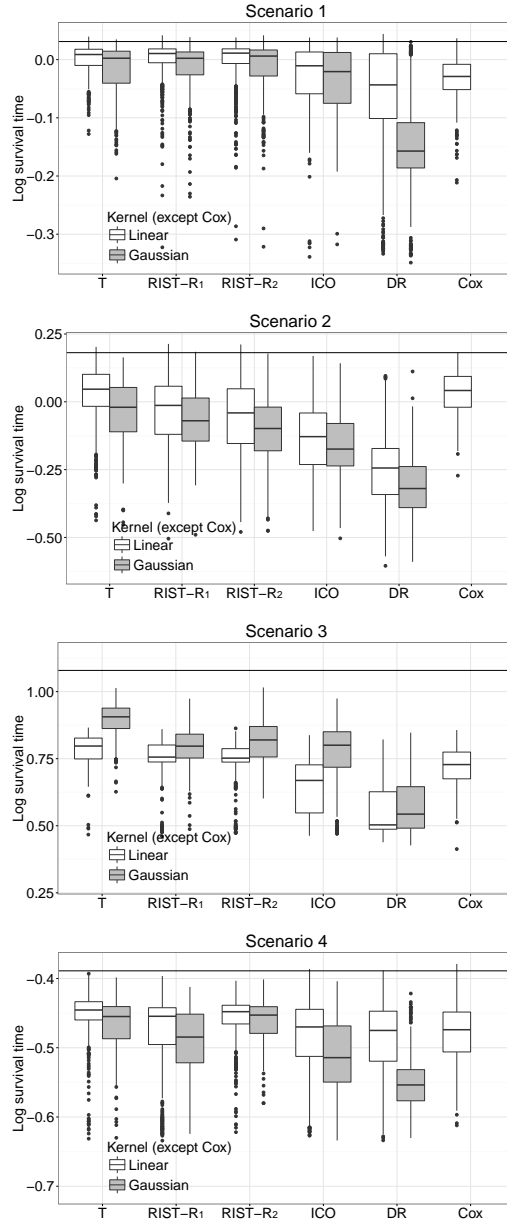 Scenario 1
Log survival time
0.0
−0.1
−0.2
−0.3
Kernel (except Cox)
Linear
Gaussian
T RIST−R1 RIST−R2 ICO DR Cox
Scenario 2
Log survival time
0.25
0.00
−0.25
−0.50
Kernel (except Cox)
Linear
Gaussian
T RIST−R1 RIST−R2 ICO DR Cox
Scenario 3
Log survival time
1.00
0.75
0.50
0.25
Kernel (except Cox)
Linear
Gaussian
T RIST−R1 RIST−R2 ICO DR Cox
Scenario 4
Log survival time
−0.4
−0.5
−0.6
−0.7
Kernel (except Cox)
Linear
Gaussian
T RIST−R1 RIST−R2 ICO DR Cox